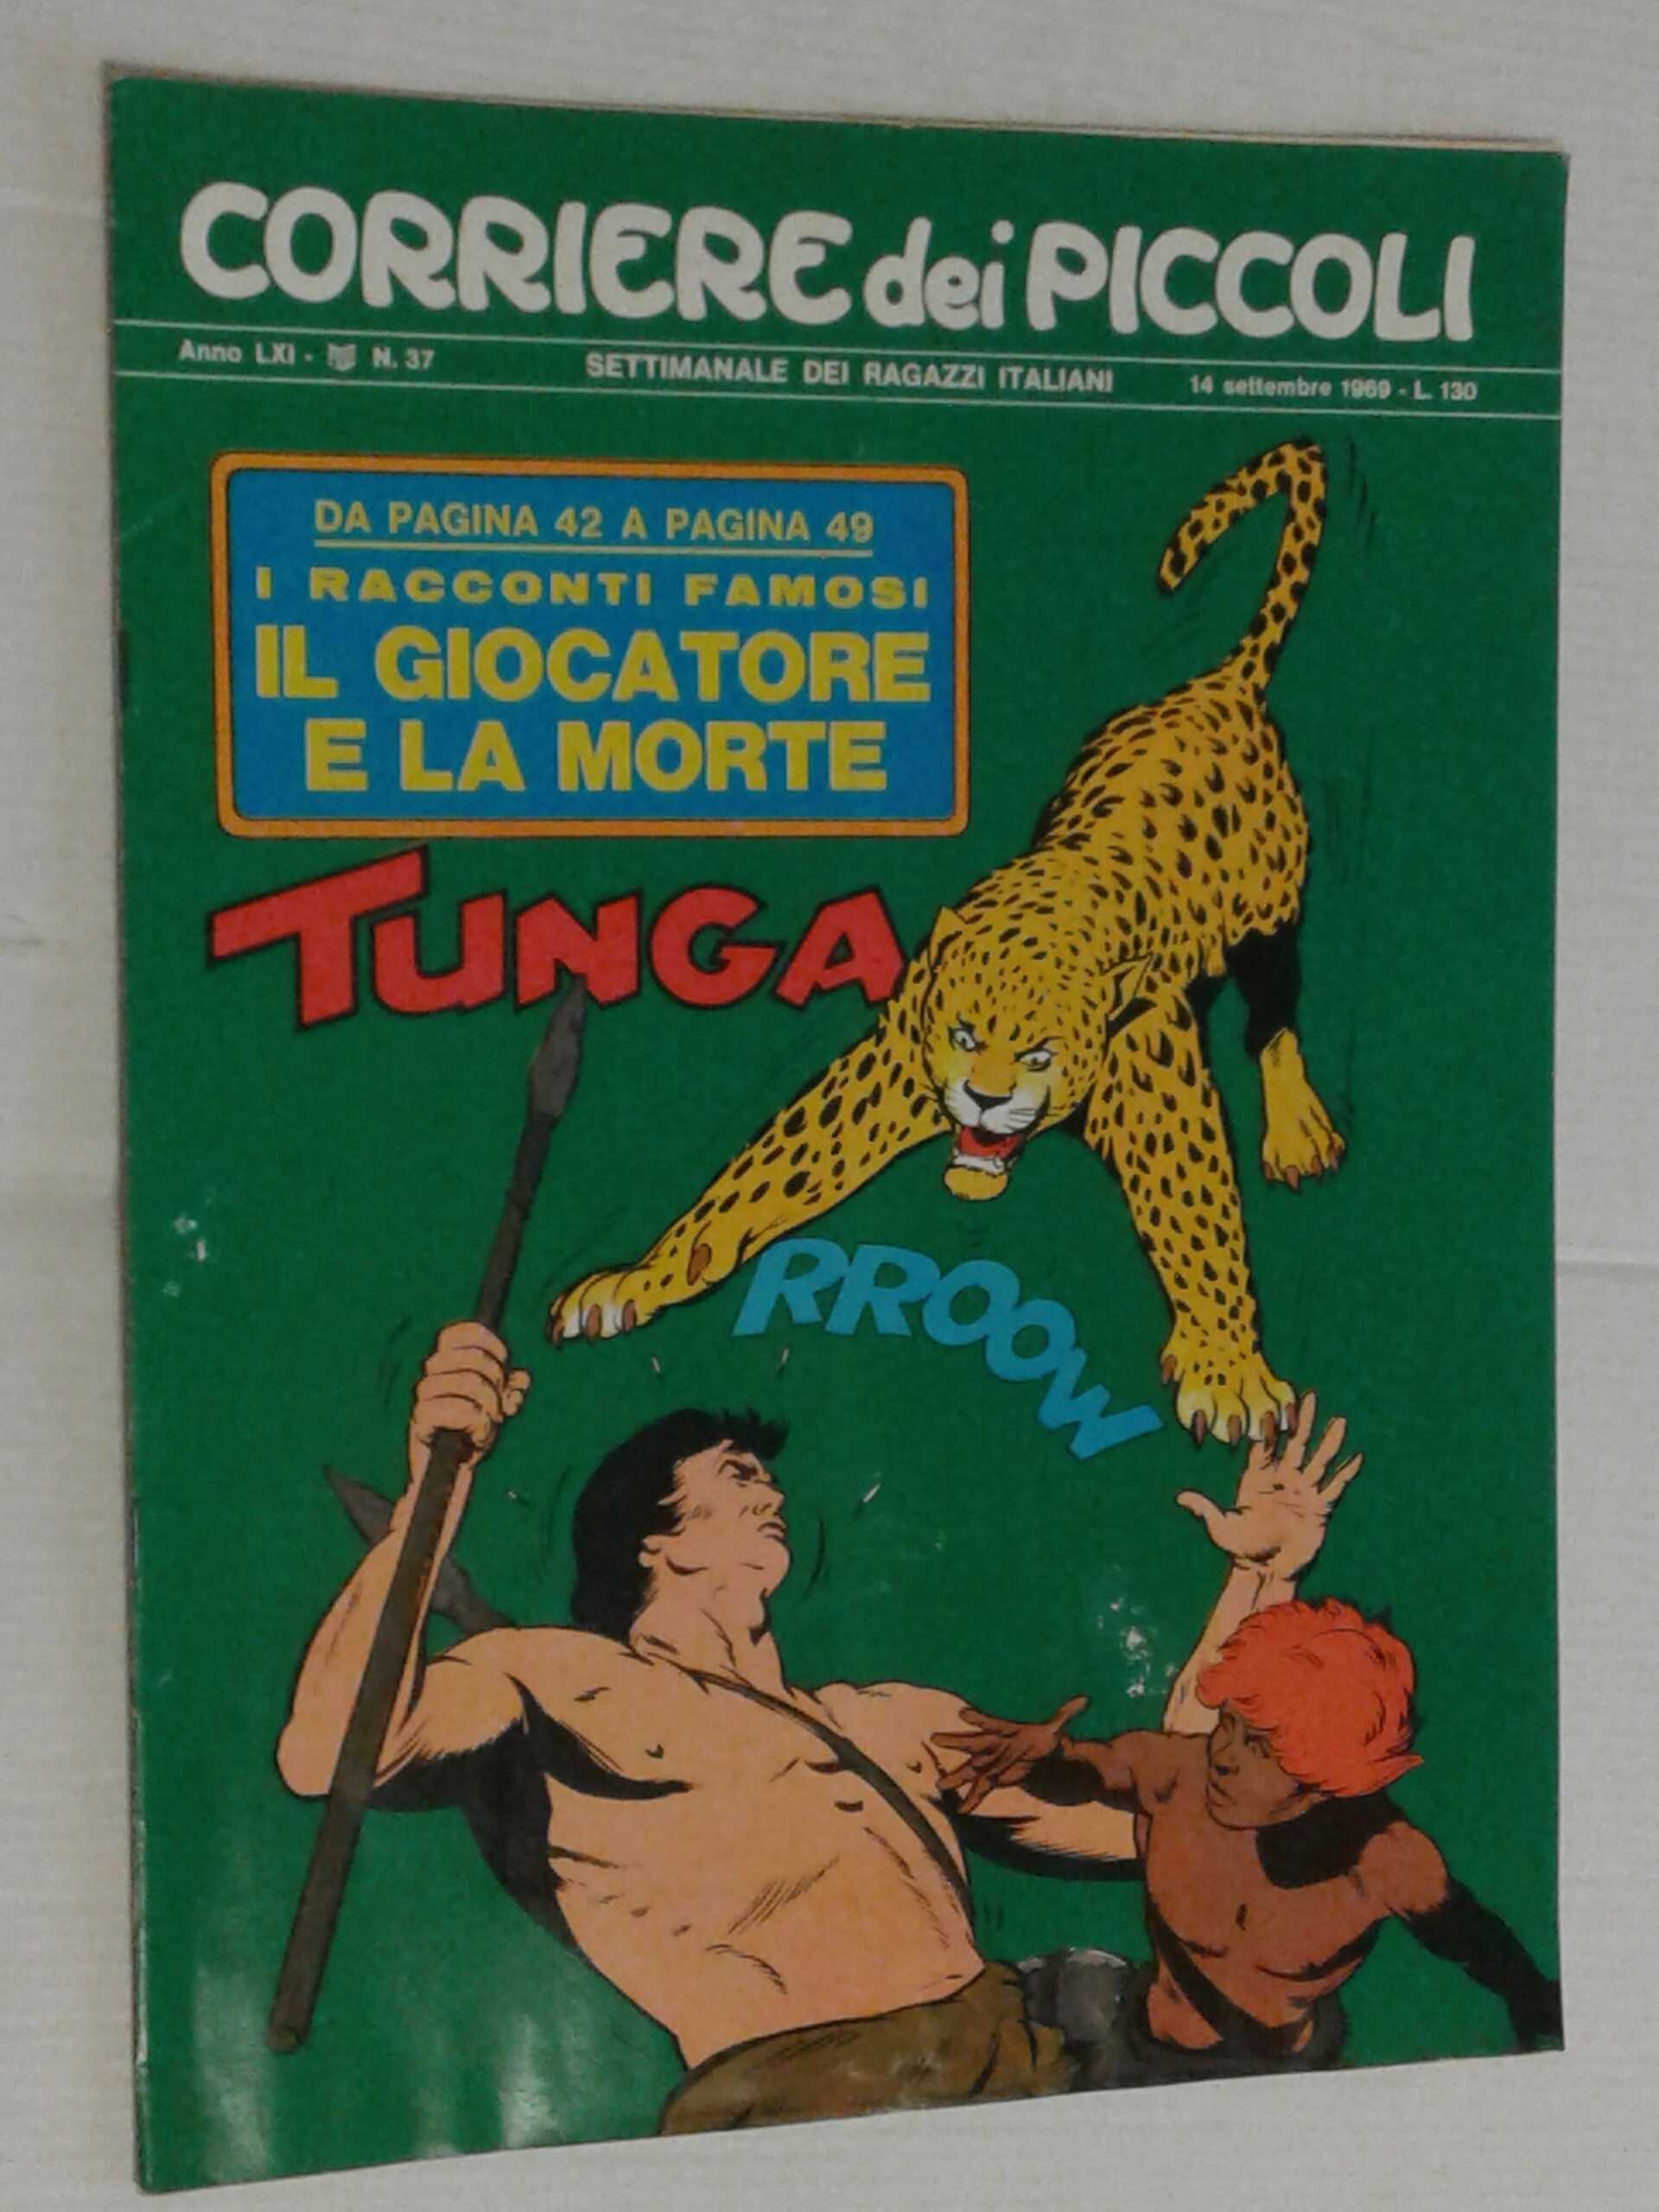 CORRIERE dei PICCOLI
Anno LXI - N. 37
SETTIMANALE DEI RAGAZZI ITALIANI
14 settembre 1969 - L. 130
DA PAGINA 42 A PAGINA 49
I RACCONTI FAMOSI
IL GIOCATORE
E LA MORTE
TUNGA
RROOW